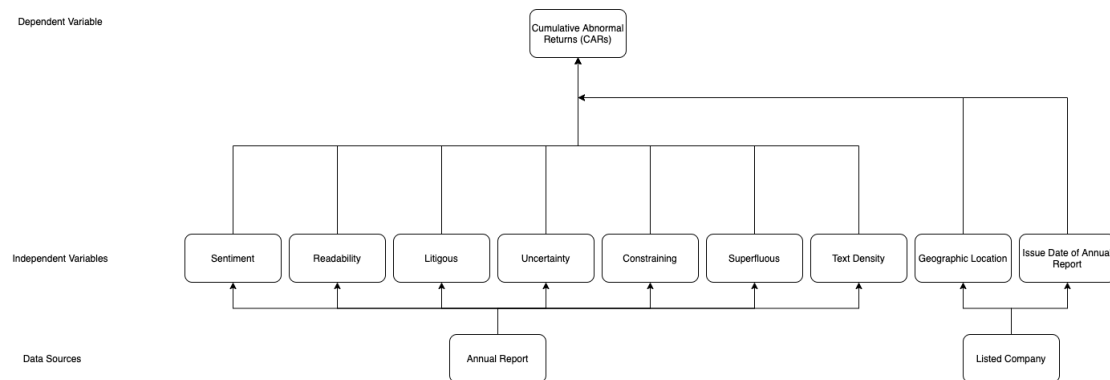 Dependent Variable
Cumulative Abnormal
Returns (CARs)
Independent Variables
Sentiment
Readability
Litigous
Uncertainty
Constraining
Superfluous
Text Density
Geographic Location
Issue Date of Annual
Report
Data Sources
Annual Report
Listed Company